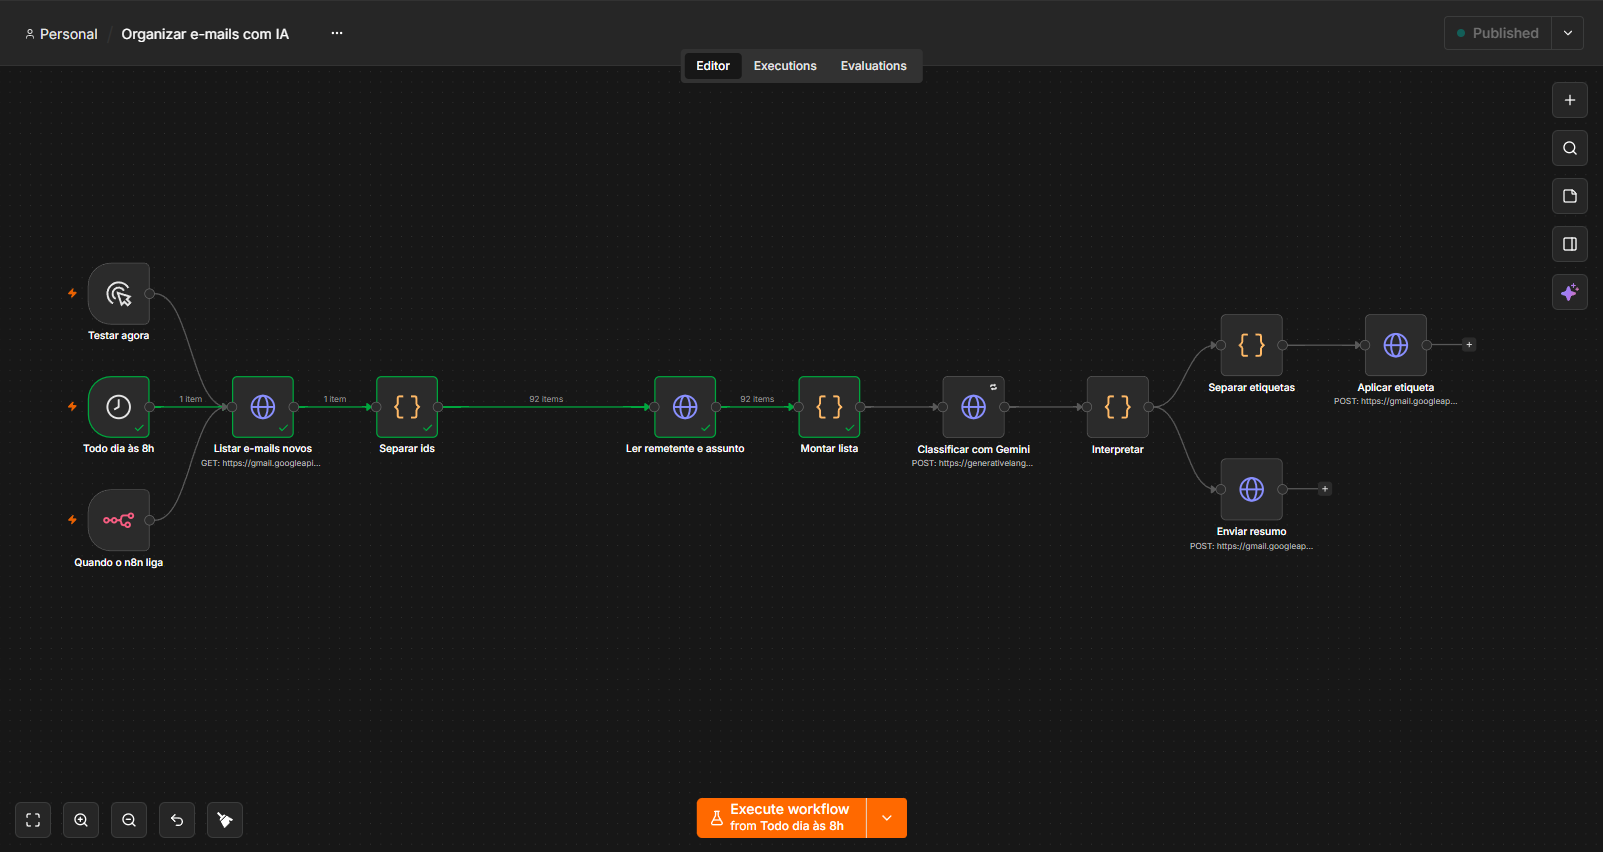 Personal / Organizar e-mails com IA ...
Published
Editor Executions Evaluations
Testar agora
1 item
1 item
92 items
92 items
Todo dia às 8h
Listar e-mails novos
GET: https://gmail.googleapi...
Separar ids
Ler remetente e assunto
Montar lista
Classificar com Gemini
POST: https://generativelang...
Interpretar
Separar etiquetas
Aplicar etiqueta
POST: https://gmail.googleap...
Enviar resumo
POST: https://gmail.googleap...
Quando o n8n liga
Execute workflow
from Todo dia às 8h